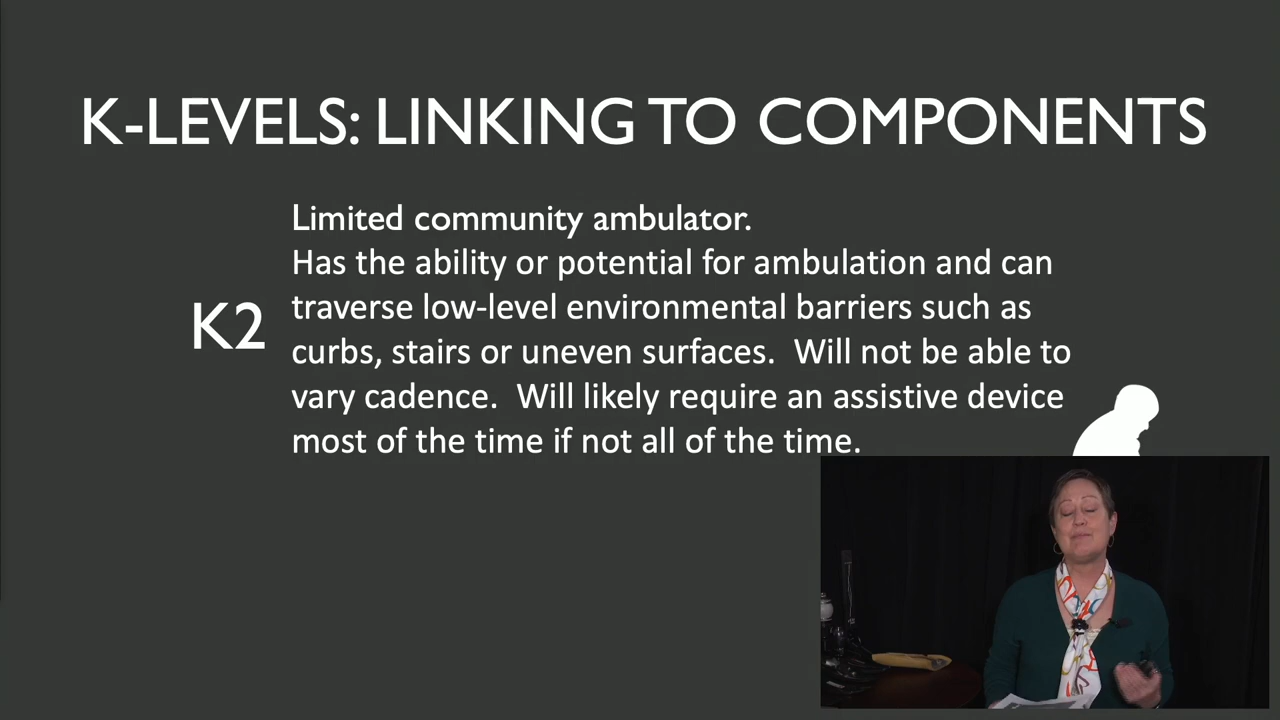 K-LEVELS: LINKING TO COMPONENTS
Limited community ambulator.
Has the ability or potential for ambulation and can
traverse low-level environmental barriers such as
K2
curbs, stairs or uneven surfaces.  Will not be able to
vary cadence.  Will likely require an assistive device
most of the time if not all of the time.